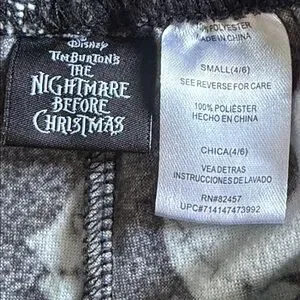 Disney
TIM BURTON'S
THE
NIGHTMARE
BEFORE
CHRISTMAS
POLYESTER
MADE IN CHINA
SMALL(4/6)
SEE REVERSE FOR CARE
100% POLIÉSTER
HECHO EN CHINA
CHICA(4/6)
VEA DETRAS
INSTRUCCIONES DE LAVADO
RN#82457
UPC#714147473992